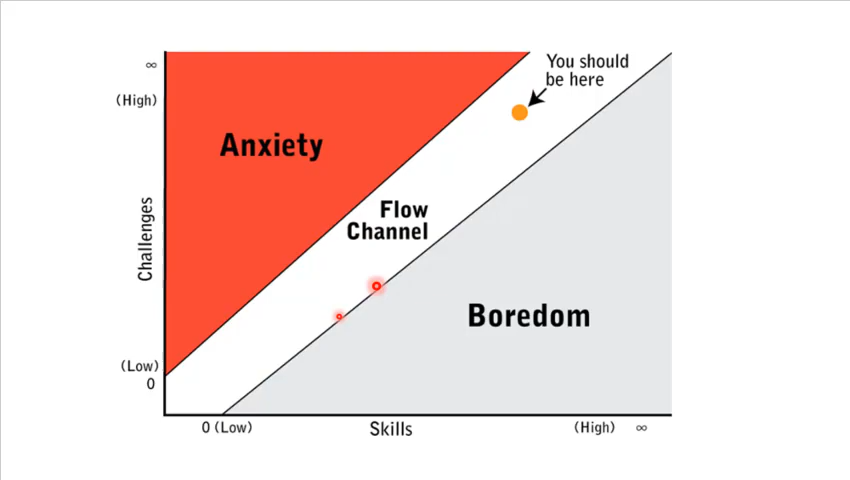 ∞
(High)
You should
be here
Anxiety
Flow
Channel
Challenges
Boredom
(Low)
0
0 (Low)
Skills
(High)
∞